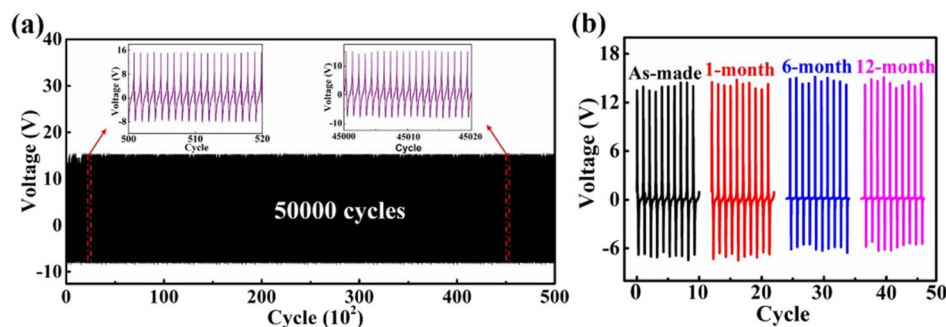 (a)
40
30
20
10
0
-10
Voltage (V)
16
8
0
-8
Voltage (V)
500 510 520
Cycle
10
0
-10
Voltage (V)
45000 45010 45020
Cycle
50000 cycles
0 100 200 300 400 500
Cycle (10²)
(b)
18
12
6
0
-6
Voltage (V)
As-made 1-month 6-month 12-month
0 10 20 30 40 50
Cycle